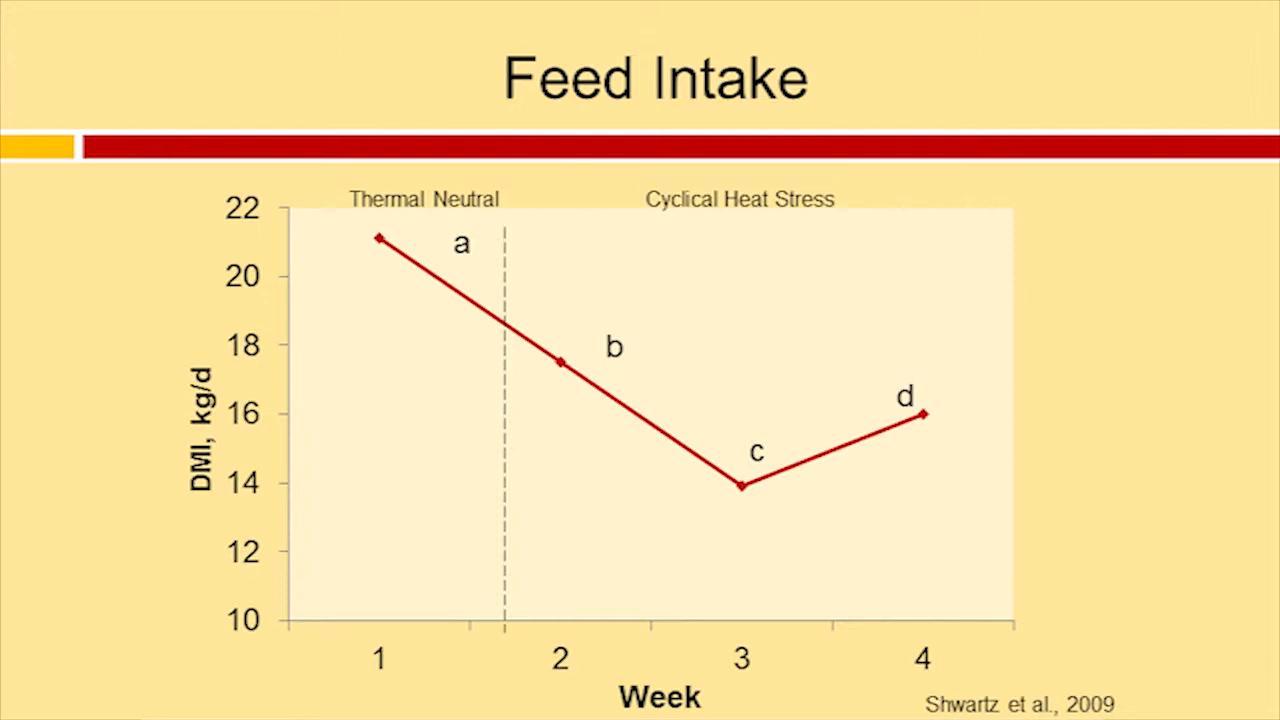 Feed Intake
Thermal Neutral
Cyclical Heat Stress
22
20
18
16
14
12
10
DMI, kg/d
a
b
c
d
1
2
3
4
Week
Shwartz et al., 2009